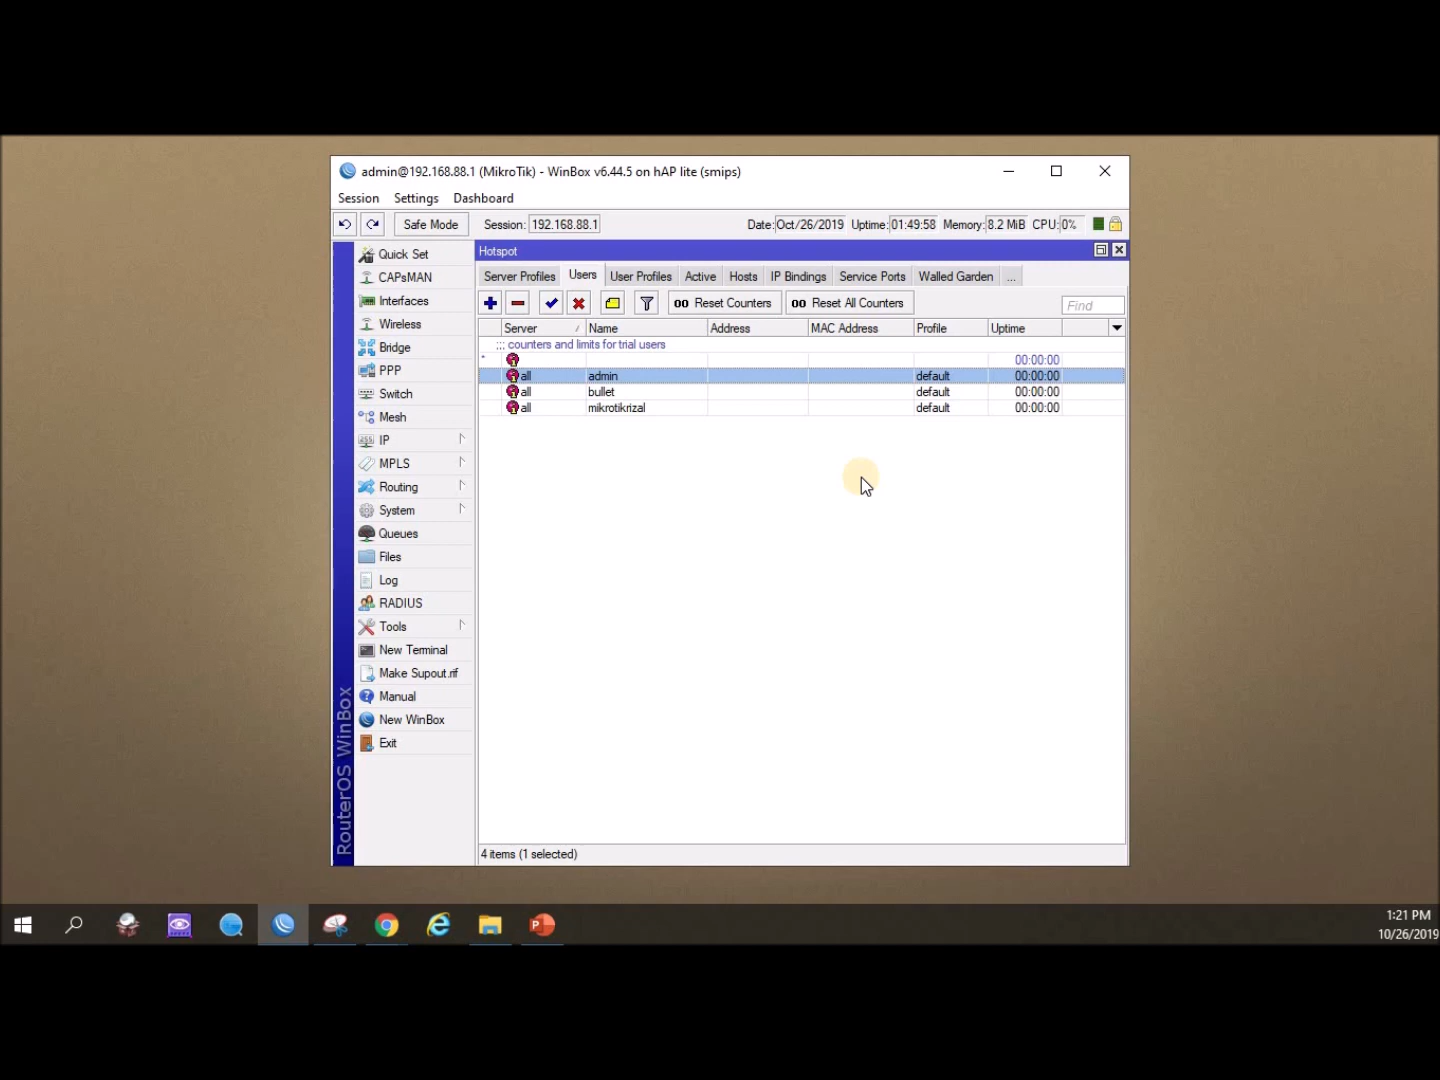 admin@192.168.88.1 (MikroTik) - WinBox v6.44.5 on hAP lite (smips)
Session Settings Dashboard
Safe Mode Session: 192.168.88.1 Date: Oct/26/2019 Uptime: 01:49:58 Memory: 8.2 MiB CPU: 0%
Hotspot
Server Profiles Users User Profiles Active Hosts IP Bindings Service Ports Walled Garden ...
00 Reset Counters 00 Reset All Counters Find
Server / Name Address MAC Address Profile Uptime
;;; counters and limits for trial users
* 00:00:00
all admin default 00:00:00
all bullet default 00:00:00
all mikrotikrizal default 00:00:00
4 items (1 selected)
Quick Set
CAPsMAN
Interfaces
Wireless
Bridge
PPP
Switch
Mesh
IP
MPLS
Routing
System
Queues
Files
Log
RADIUS
Tools
New Terminal
Make Supout.rif
Manual
New WinBox
Exit
RouterOS WinBox
1:21 PM
10/26/2019